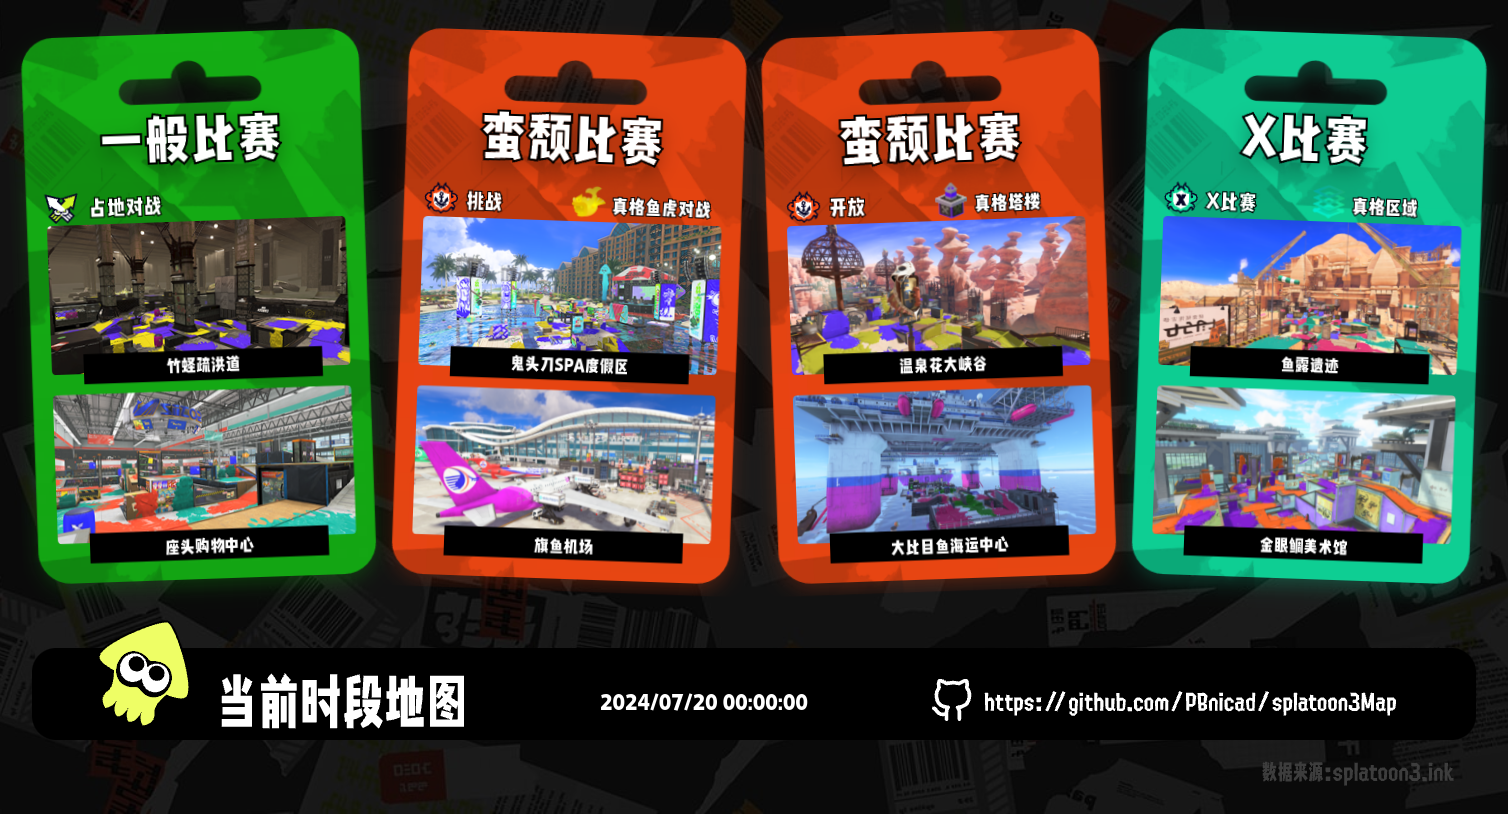 一般比赛
占地对战
竹蛏疏洪道
座头购物中心
蛮颓比赛
挑战
真格鱼虎对战
鬼头刀SPA度假区
旗鱼机场
蛮颓比赛
开放
真格塔楼
温泉花大峡谷
大比目鱼海运中心
X比赛
X比赛
真格区域
鱼露遗迹
金眼鲷美术馆
当前时段地图
2024/07/20 00:00:00
https://github.com/PBnicad/splatoon3Map
数据来源:splatoon3.ink